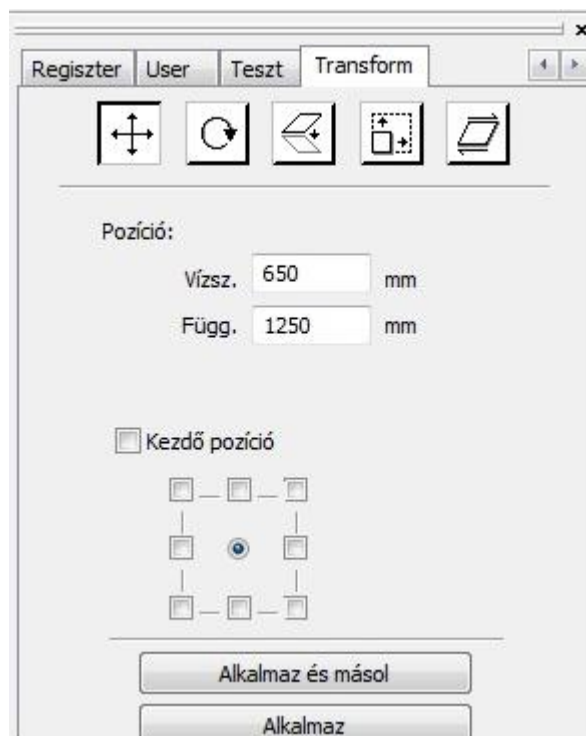 Regiszter User Teszt Transform
Pozíció:
Vízsz. 650 mm
Függ. 1250 mm
Kezdő pozíció
Alkalmaz és másol
Alkalmaz